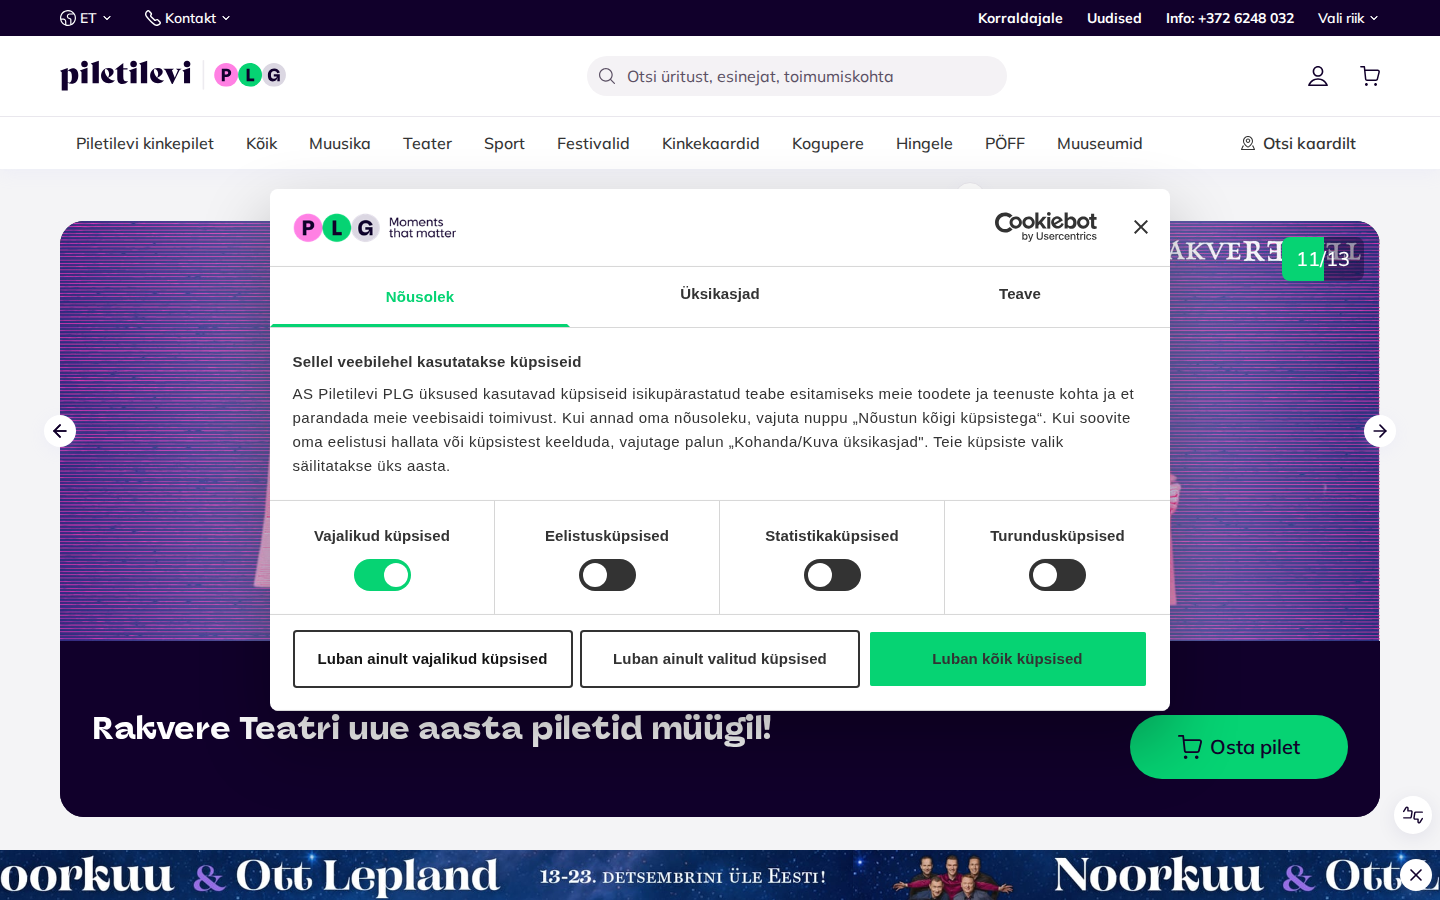 ET
Kontakt
Korraldajale
Uudised
Info: +372 6248 032
Vali riik
piletilevi
P L G
Otsi üritust, esinejat, toimumiskohta
Piletilevi kinkepilet
Kõik
Muusika
Teater
Sport
Festivalid
Kinkekaardid
Kogupere
Hingele
PÖFF
Muuseumid
Otsi kaardilt
11/13
P L G
Moments
that matter
Cookiebot
by Usercentrics
Nõusolek
Üksikasjad
Teave
Sellel veebilehel kasutatakse küpsiseid
AS Piletilevi PLG üksused kasutavad küpsiseid isikupärastatud teabe esitamiseks meie toodete ja teenuste kohta ja et
parandada meie veebisaidi toimivust. Kui annad oma nõusoleku, vajuta nuppu „Nõustun kõigi küpsistega“. Kui soovite
oma eelistusi hallata või küpsistest keelduda, vajutage palun „Kohanda/Kuva üksikasjad". Teie küpsiste valik
säilitatakse üks aasta.
Vajalikud küpsised
Eelistusküpsised
Statistikaküpsised
Turundusküpsised
Luban ainult vajalikud küpsised
Luban ainult valitud küpsised
Luban kõik küpsised
Rakvere Teatri uue aasta piletid müügil!
Osta pilet
oorkuu & Ott Lepland
13-23. DETSEMBRINI ÜLE EESTI!
Noorkuu & Ott L